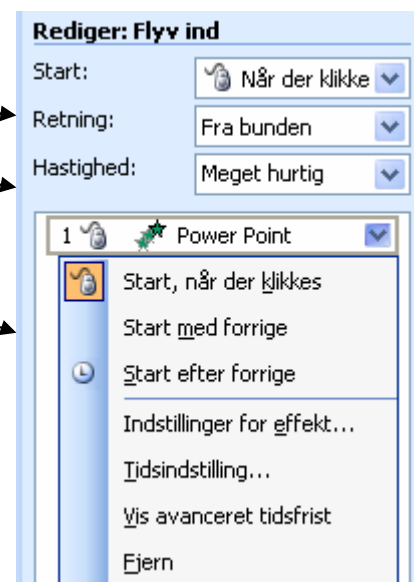 Rediger: Flyv ind
Start: Når der klikke
Retning: Fra bunden
Hastighed: Meget hurtig
1 Power Point
Start, når der klikkes
Start med forrige
Start efter forrige
Indstillinger for effekt...
Tidsindstilling...
Vis avanceret tidsfrist
Fjern